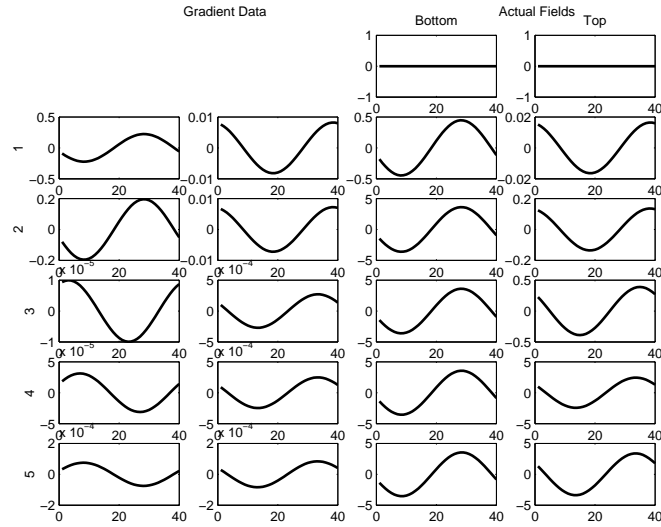 Gradient Data Actual Fields
Bottom Top
1 1
0 0
−1 −1
0 20 40 0 20 40
0.5 0.01 0.5 0.02
1 0 0 0 0
−0.5 −0.01 −0.5 −0.02
0 20 40 0 20 40 0 20 40 0 20 40
0.2 0.01 5 5
2 0 0 0 0
−0.2 −0.01 −5 −5
0 20 40 0 20 40 0 20 40 0 20 40
x 10−5 x 10−4
1 5 5 0.5
3 0 0 0 0
−1 −5 −5 −0.5
0 20 40 0 20 40 0 20 40 0 20 40
x 10−5 x 10−4
5 5 5 5
4 0 0 0 0
−5 −5 −5 −5
0 20 40 0 20 40 0 20 40 0 20 40
x 10−4 x 10−4
2 2 5 5
5 0 0 0 0
−2 −2 −5 −5
0 20 40 0 20 40 0 20 40 0 20 40